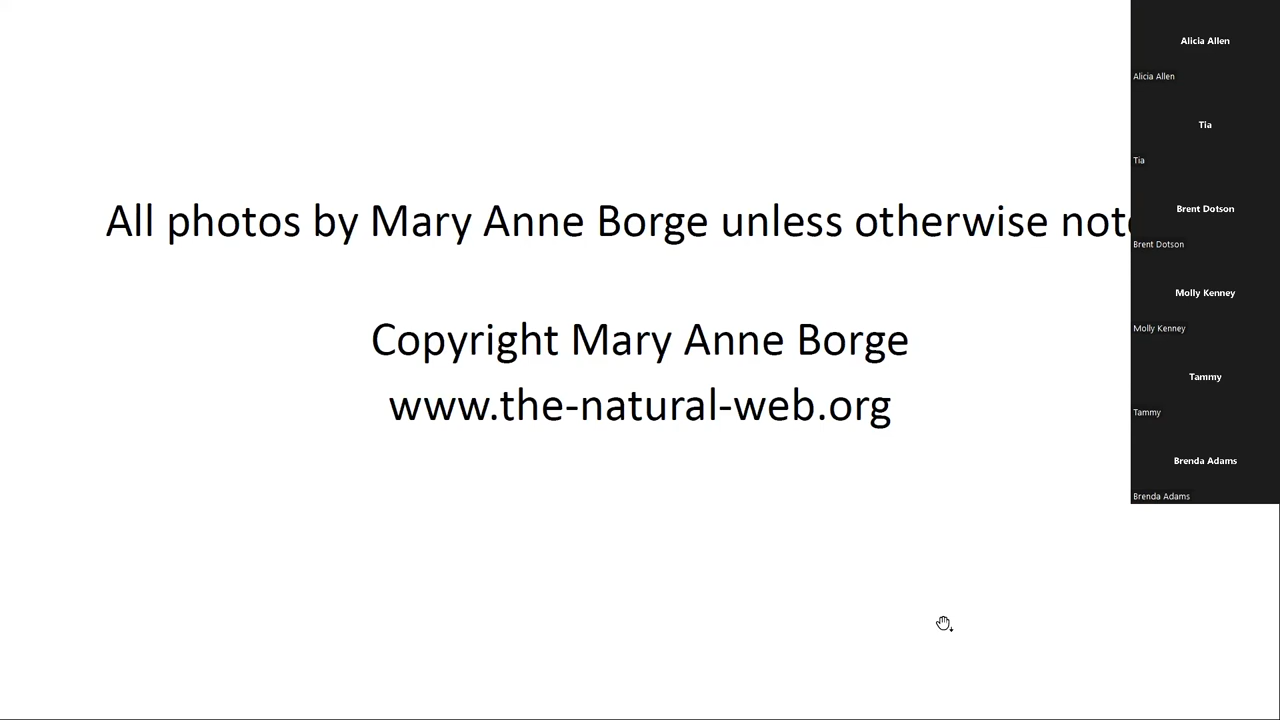 All photos by Mary Anne Borge unless otherwise
Copyright Mary Anne Borge
www.the-natural-web.org
Alicia Allen
Alicia Allen
Tia
Tia
Brent Dotson
Brent Dotson
Molly Kenney
Molly Kenney
Tammy
Tammy
Brenda Adams
Brenda Adams